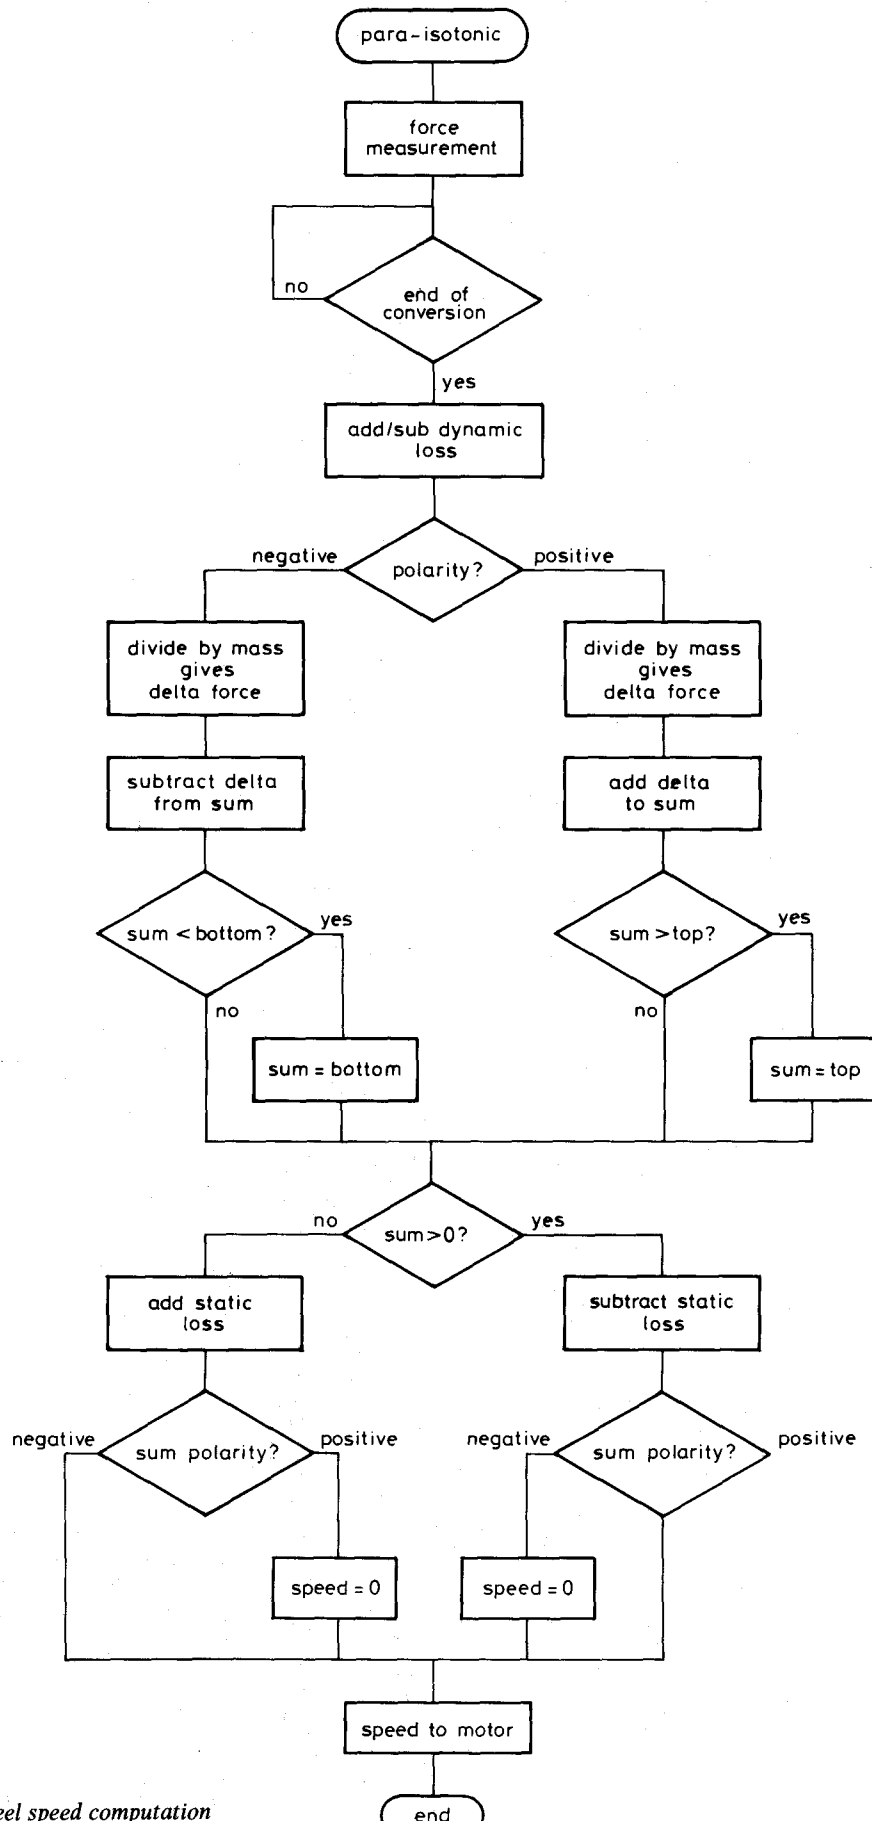 para-isotonic
force
measurement
no
end of
conversion
yes
add/sub dynamic
loss
negative
polarity?
positive
divide by mass
gives
delta force
divide by mass
gives
delta force
subtract delta
from sum
add delta
to sum
sum < bottom?
yes
no
sum = bottom
sum > top?
yes
no
sum = top
no
sum>0?
yes
add static
loss
subtract static
loss
negative
sum polarity?
positive
negative
sum polarity?
positive
speed = 0
speed = 0
speed to motor
eel speed computation
end